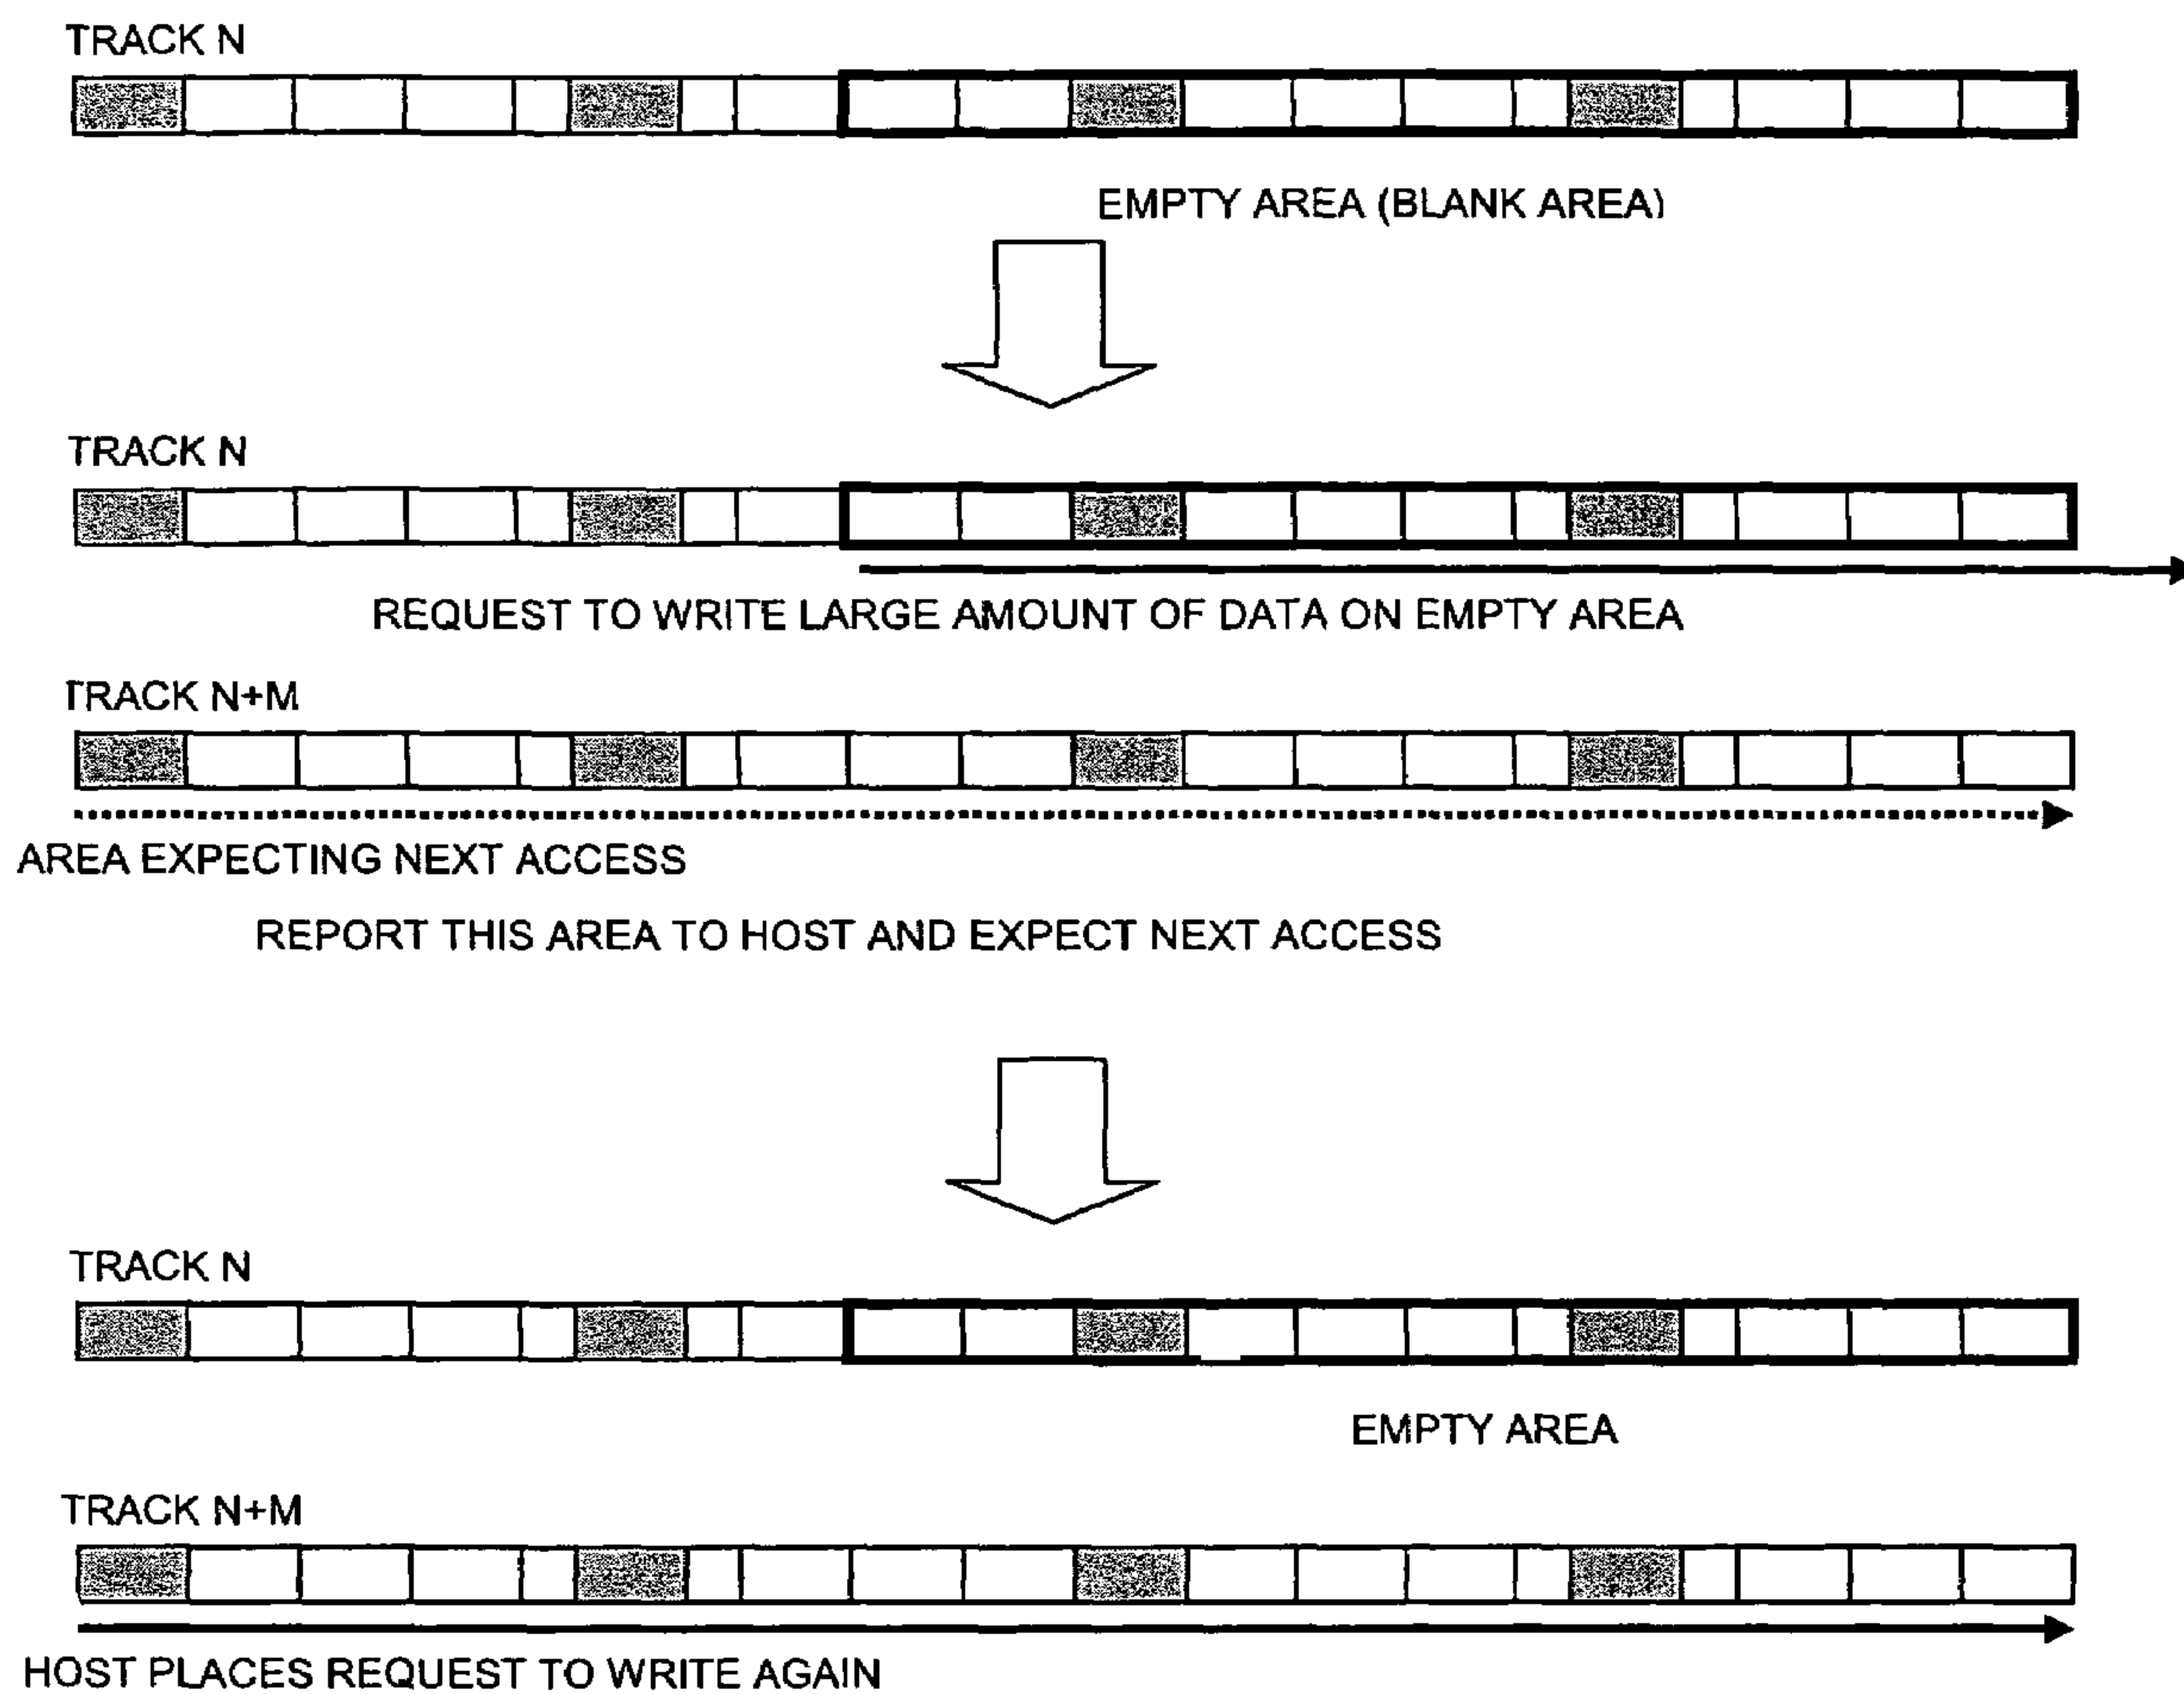 TRACK N
EMPTY AREA (BLANK AREA)
TRACK N
REQUEST TO WRITE LARGE AMOUNT OF DATA ON EMPTY AREA
TRACK N+M
AREA EXPECTING NEXT ACCESS
REPORT THIS AREA TO HOST AND EXPECT NEXT ACCESS
TRACK N
EMPTY AREA
TRACK N+M
HOST PLACES REQUEST TO WRITE AGAIN